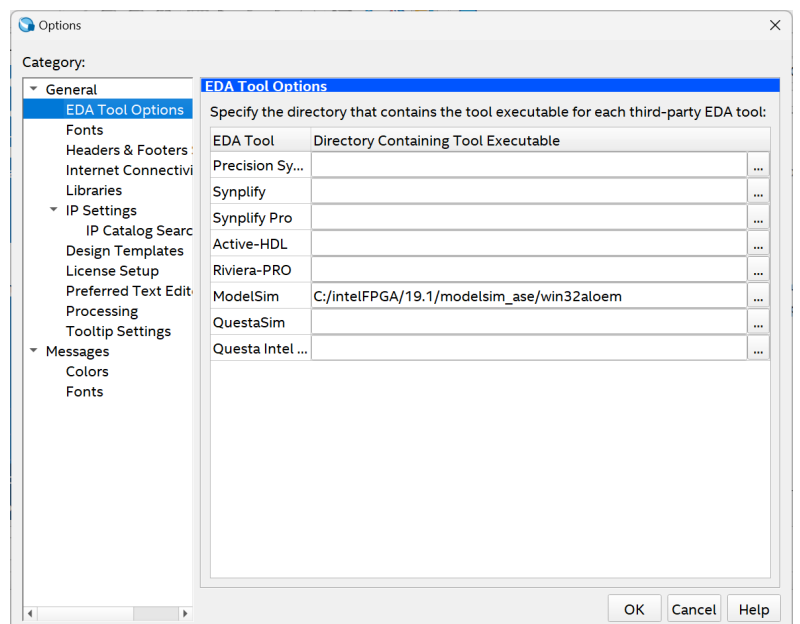 Options
Category:
General
EDA Tool Options
Fonts
Headers & Footers
Internet Connectivi
Libraries
IP Settings
IP Catalog Searc
Design Templates
License Setup
Preferred Text Edit
Processing
Tooltip Settings
Messages
Colors
Fonts
EDA Tool Options
Specify the directory that contains the tool executable for each third-party EDA tool:
EDA Tool Directory Containing Tool Executable
Precision Sy... ...
Synplify ...
Synplify Pro ...
Active-HDL ...
Riviera-PRO ...
ModelSim C:/intelFPGA/19.1/modelsim_ase/win32aloem ...
QuestaSim ...
Questa Intel ... ...
OK Cancel Help